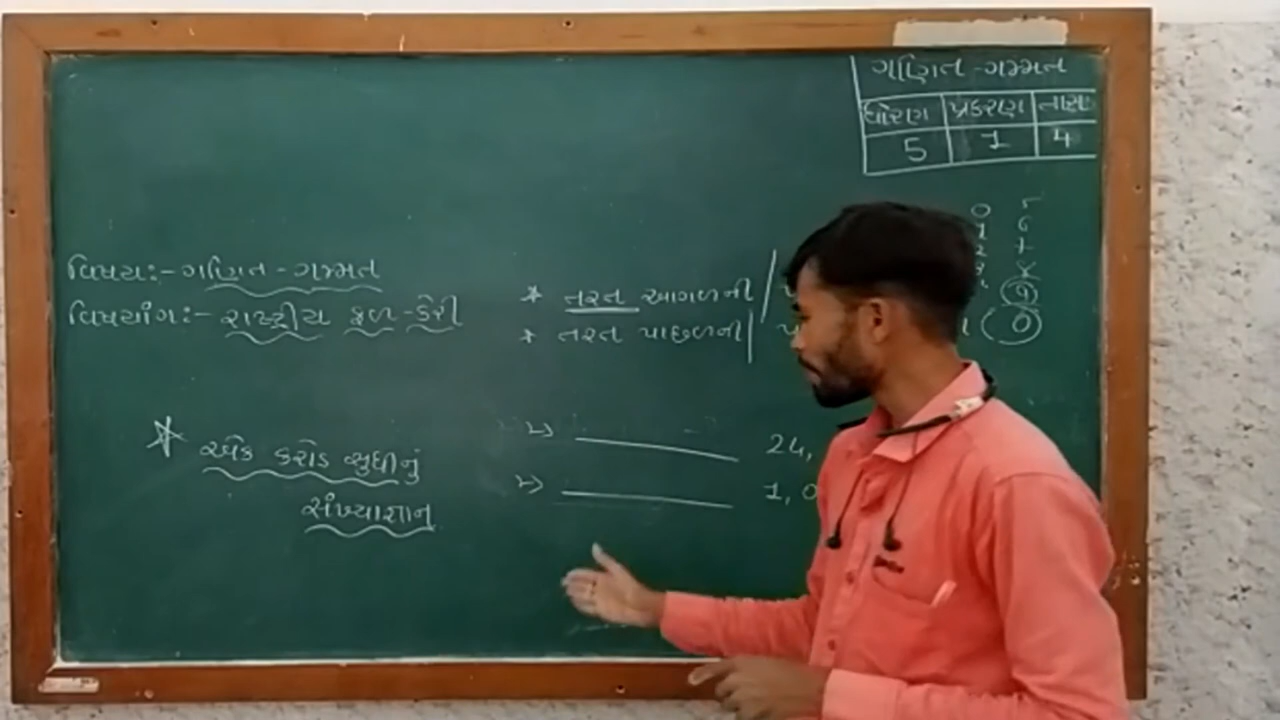 ગણિત-ગમ્મત
ધોરણ પ્રકરણ
5 1 4
વિષય:- ગણિત-ગમ્મત
વિષયાંગ:- રાષ્ટ્રીય ફળ-કેરી
* તરત આગળની
* તરત પાછળની
એક કરોડ સુધીનું
સંખ્યાજ્ઞાન
24,
1, 0